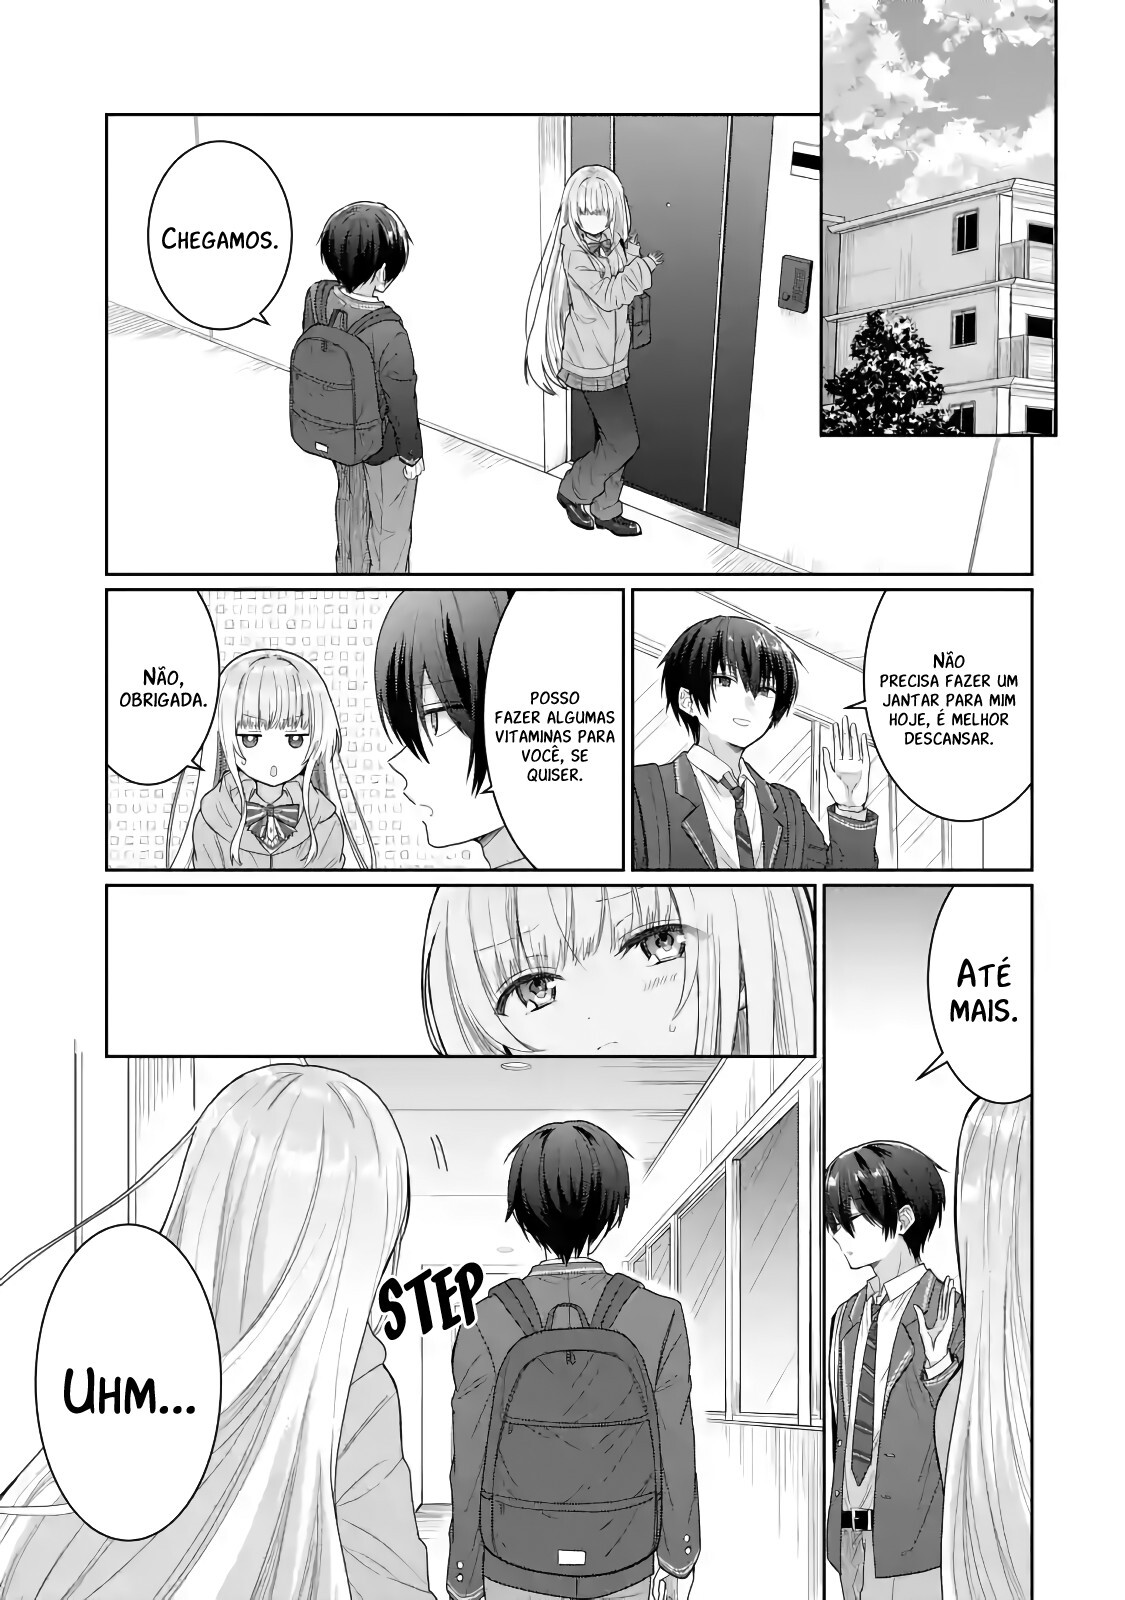 CHEGAMOS.
NÃO
PRECISA FAZER UM
JANTAR PARA MIM
HOJE, É MELHOR
DESCANSAR.
POSSO
FAZER ALGUMAS
VITAMINAS PARA
VOCÊ, SE
QUISER.
NÃO,
OBRIGADA.
ATÉ
MAIS.
STEP
UHM...